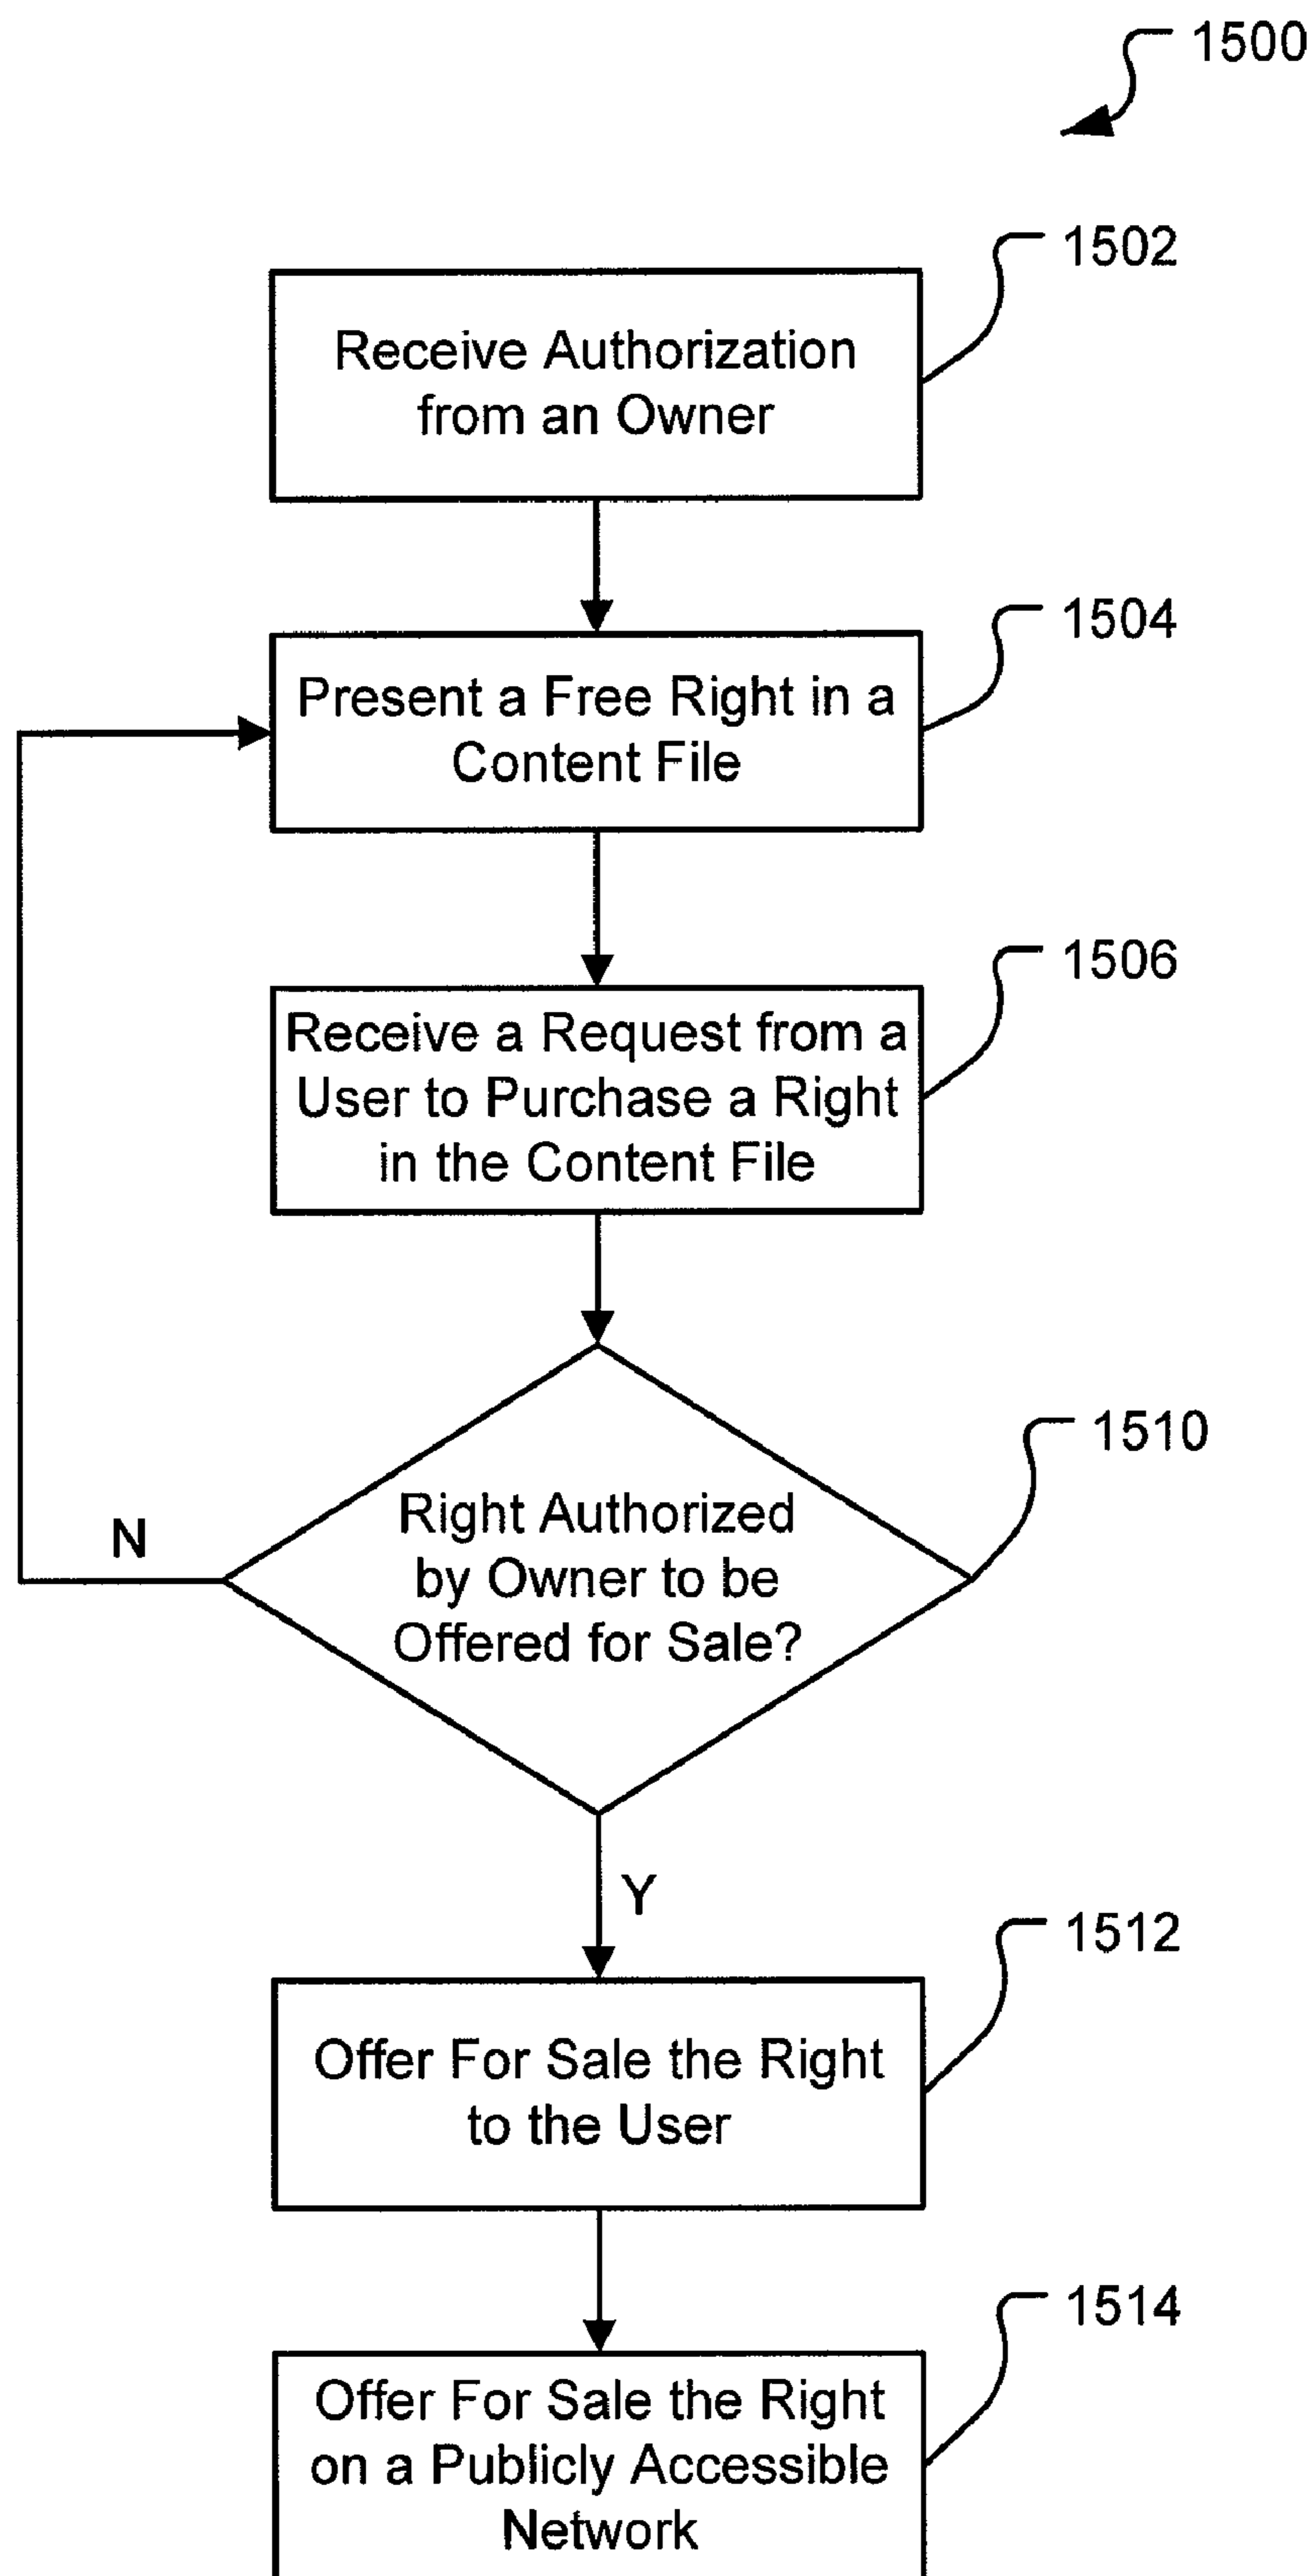 1500
1502
Receive Authorization
from an Owner
1504
Present a Free Right in a
Content File
1506
Receive a Request from a
User to Purchase a Right
in the Content File
1510
Right Authorized
by Owner to be
Offered for Sale?
N
Y
1512
Offer For Sale the Right
to the User
1514
Offer For Sale the Right
on a Publicly Accessible
Network